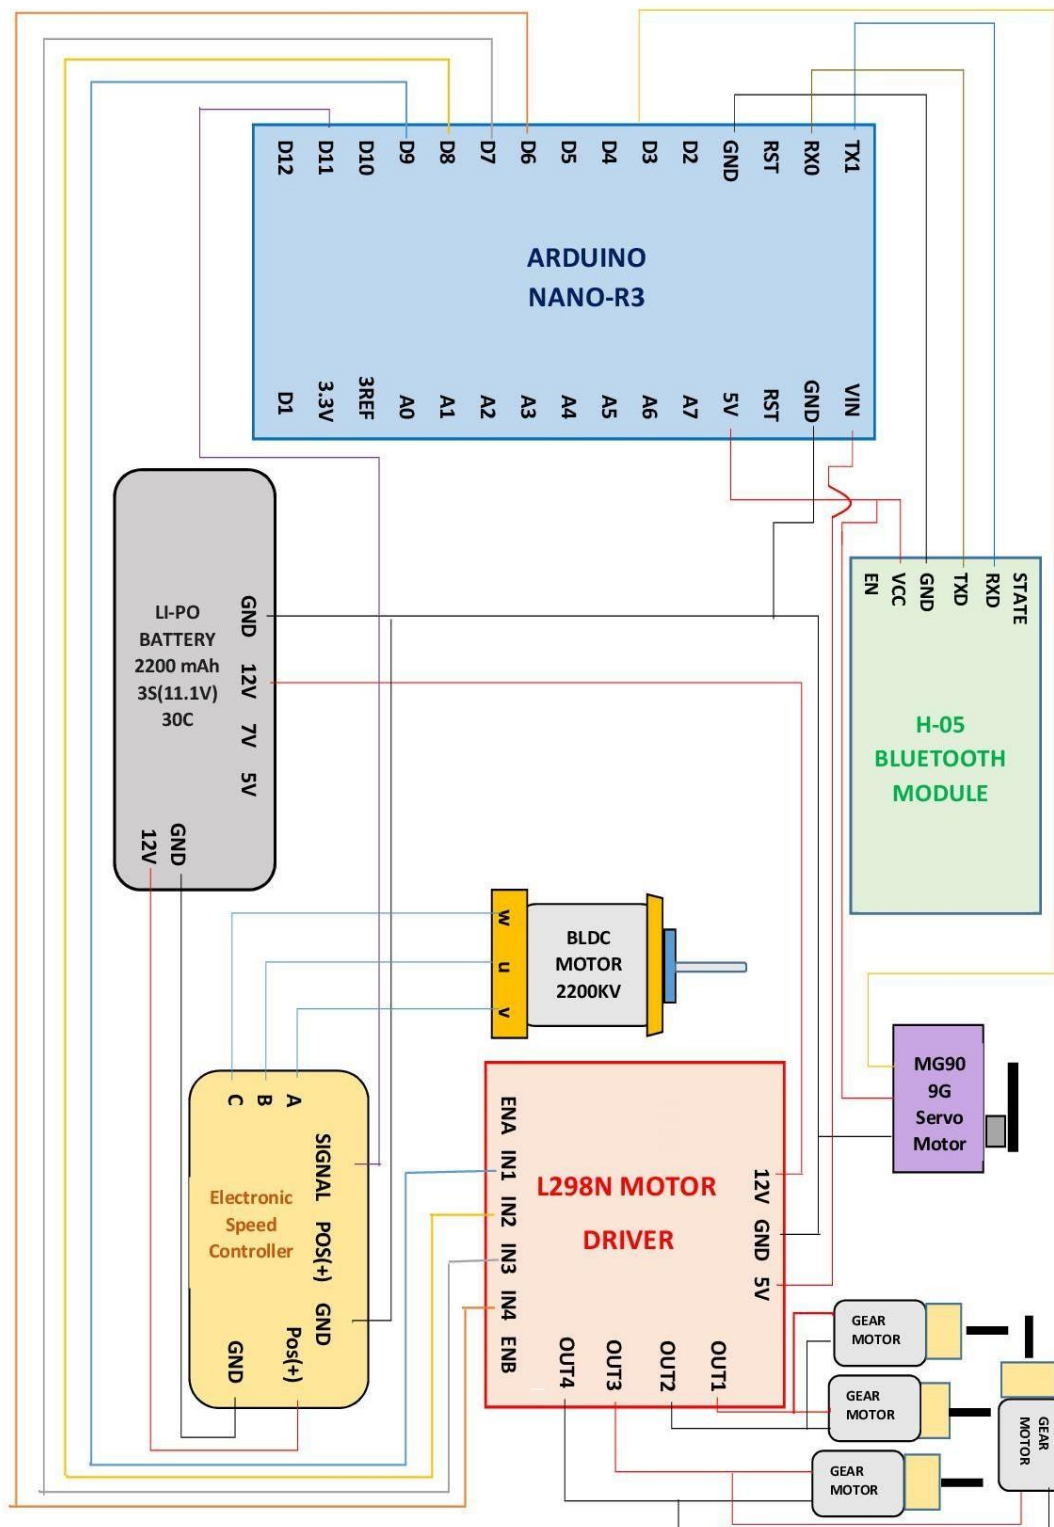 D12
D11
D10
D9
D8
D7
D6
D5
D4
D3
D2
GND
RST
RX0
TX1
ARDUINO
NANO-R3
D1
3.3V
3REF
A0
A1
A2
A3
A4
A5
A6
A7
5V
RST
GND
VIN
LI-PO
BATTERY
2200 mAh
3S(11.1V)
30C
GND
12V
7V
5V
12V
GND
EN
VCC
GND
TXD
RXD
STATE
H-05
BLUETOOTH
MODULE
w
u
v
BLDC
MOTOR
2200KV
MG90
9G
Servo
Motor
C
B
A
SIGNAL
POS(+)
GND
Electronic
Speed
Controller
GND
Pos(+)
ENA
IN1
IN2
IN3
IN4
ENB
L298N MOTOR
DRIVER
12V
GND
5V
OUT4
OUT3
OUT2
OUT1
GEAR
MOTOR
GEAR
MOTOR
GEAR
MOTOR
GEAR
MOTOR